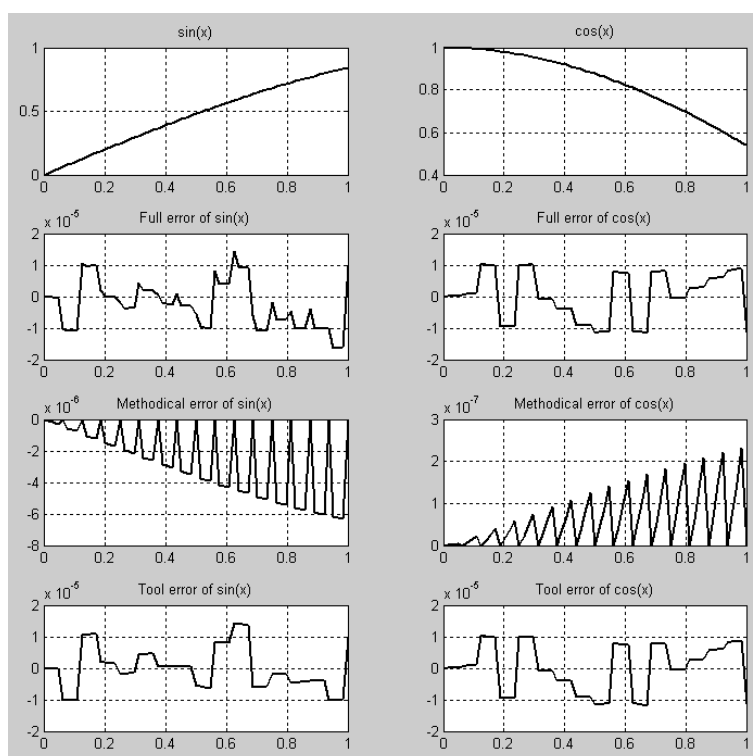 sin(x)
cos(x)
1
0.5
0
0 0.2 0.4 0.6 0.8 1
1
0.8
0.6
0.4
0 0.2 0.4 0.6 0.8 1
x 10^-5 Full error of sin(x)
2
1
0
-1
-2
0 0.2 0.4 0.6 0.8 1
x 10^-5 Full error of cos(x)
2
1
0
-1
-2
0 0.2 0.4 0.6 0.8 1
x 10^-6 Methodical error of sin(x)
0
-2
-4
-6
-8
0 0.2 0.4 0.6 0.8 1
x 10^-7 Methodical error of cos(x)
3
2
1
0
0 0.2 0.4 0.6 0.8 1
x 10^-5 Tool error of sin(x)
2
1
0
-1
-2
0 0.2 0.4 0.6 0.8 1
x 10^-5 Tool error of cos(x)
2
1
0
-1
-2
0 0.2 0.4 0.6 0.8 1